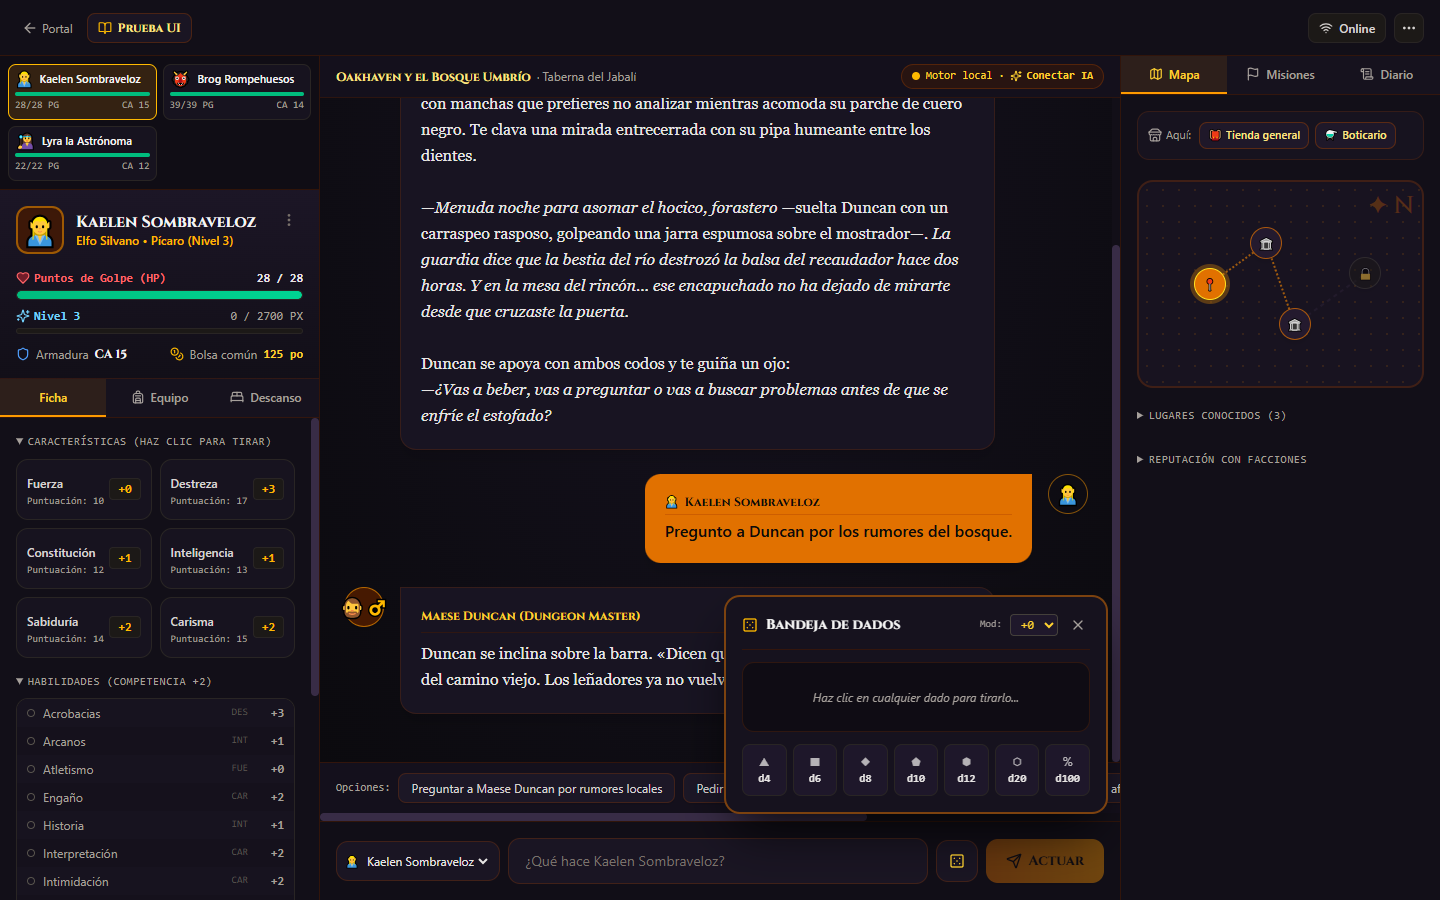 Portal
Prueba UI
Online
Kaelen Sombraveloz
28/28 PG CA 15
Brog Rompehuesos
39/39 PG CA 14
Lyra la Astrónoma
22/22 PG CA 12
Kaelen Sombraveloz
Elfo Silvano • Pícaro (Nivel 3)
Puntos de Golpe (HP) 28 / 28
Nivel 3 0 / 2700 PX
Armadura CA 15 Bolsa común 125 po
Ficha Equipo Descanso
▼ CARACTERÍSTICAS (HAZ CLIC PARA TIRAR)
Fuerza
Puntuación: 10
+0
Destreza
Puntuación: 17
+3
Constitución
Puntuación: 12
+1
Inteligencia
Puntuación: 13
+1
Sabiduría
Puntuación: 14
+2
Carisma
Puntuación: 15
+2
▼ HABILIDADES (COMPETENCIA +2)
Acrobacias DES +3
Arcanos INT +1
Atletismo FUE +0
Engaño CAR +2
Historia INT +1
Interpretación CAR +2
Intimidación CAR +2
Oakhaven y el Bosque Umbrío · Taberna del Jabalí
Motor local · Conectar IA
con manchas que prefieres no analizar mientras acomoda su parche de cuero
negro. Te clava una mirada entrecerrada con su pipa humeante entre los
dientes.
—Menuda noche para asomar el hocico, forastero —suelta Duncan con un
carraspeo rasposo, golpeando una jarra espumosa sobre el mostrador—. La
guardia dice que la bestia del río destrozó la balsa del recaudador hace dos
horas. Y en la mesa del rincón... ese encapuchado no ha dejado de mirarte
desde que cruzaste la puerta.
Duncan se apoya con ambos codos y te guiña un ojo:
—¿Vas a beber, vas a preguntar o vas a buscar problemas antes de que se
enfríe el estofado?
Kaelen Sombraveloz
Pregunto a Duncan por los rumores del bosque.
Maese Duncan (Dungeon Master)
Duncan se inclina sobre la barra. «Dicen qu
del camino viejo. Los leñadores ya no vuelv
Bandeja de dados
Mod: +0
Haz clic en cualquier dado para tirarlo...
d4 d6 d8 d10 d12 d20 % d100
Opciones: Preguntar a Maese Duncan por rumores locales Pedir af
Kaelen Sombraveloz
¿Qué hace Kaelen Sombraveloz?
Actuar
Mapa Misiones Diario
Aquí: Tienda general Boticario
N
▶ LUGARES CONOCIDOS (3)
▶ REPUTACIÓN CON FACCIONES